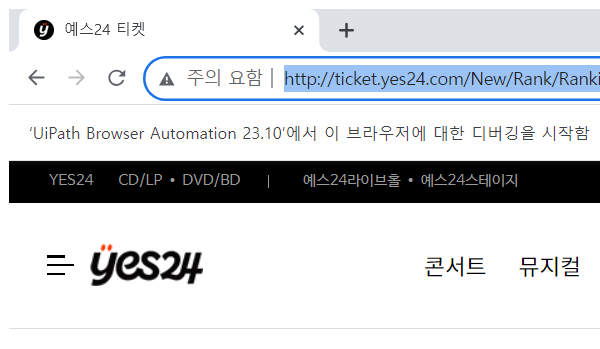 예스24 티켓
주의 요함 | http://ticket.yes24.com/New/Rank/Ranki
'UiPath Browser Automation 23.10'에서 이 브라우저에 대한 디버깅을 시작함
YES24 CD/LP • DVD/BD | 예스24라이브홀 • 예스24스테이지
yes24 콘서트 뮤지컬